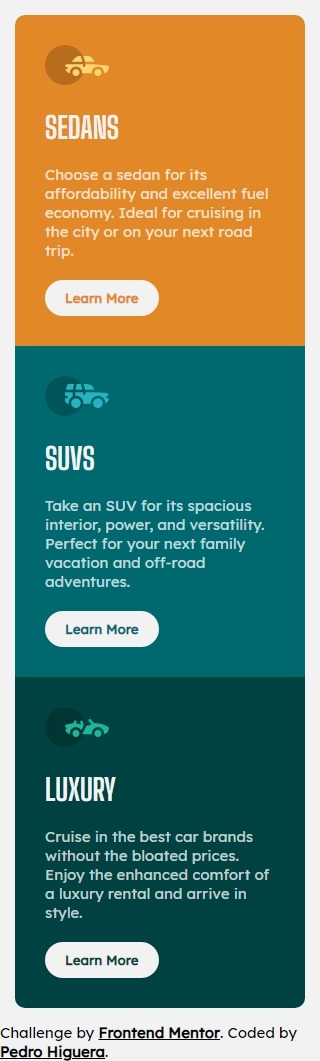 SEDANS
Choose a sedan for its
affordability and excellent fuel
economy. Ideal for cruising in
the city or on your next road
trip.
Learn More
SUVS
Take an SUV for its spacious
interior, power, and versatility.
Perfect for your next family
vacation and off-road
adventures.
Learn More
LUXURY
Cruise in the best car brands
without the bloated prices.
Enjoy the enhanced comfort of
a luxury rental and arrive in
style.
Learn More
Challenge by Frontend Mentor. Coded by
Pedro Higuera.